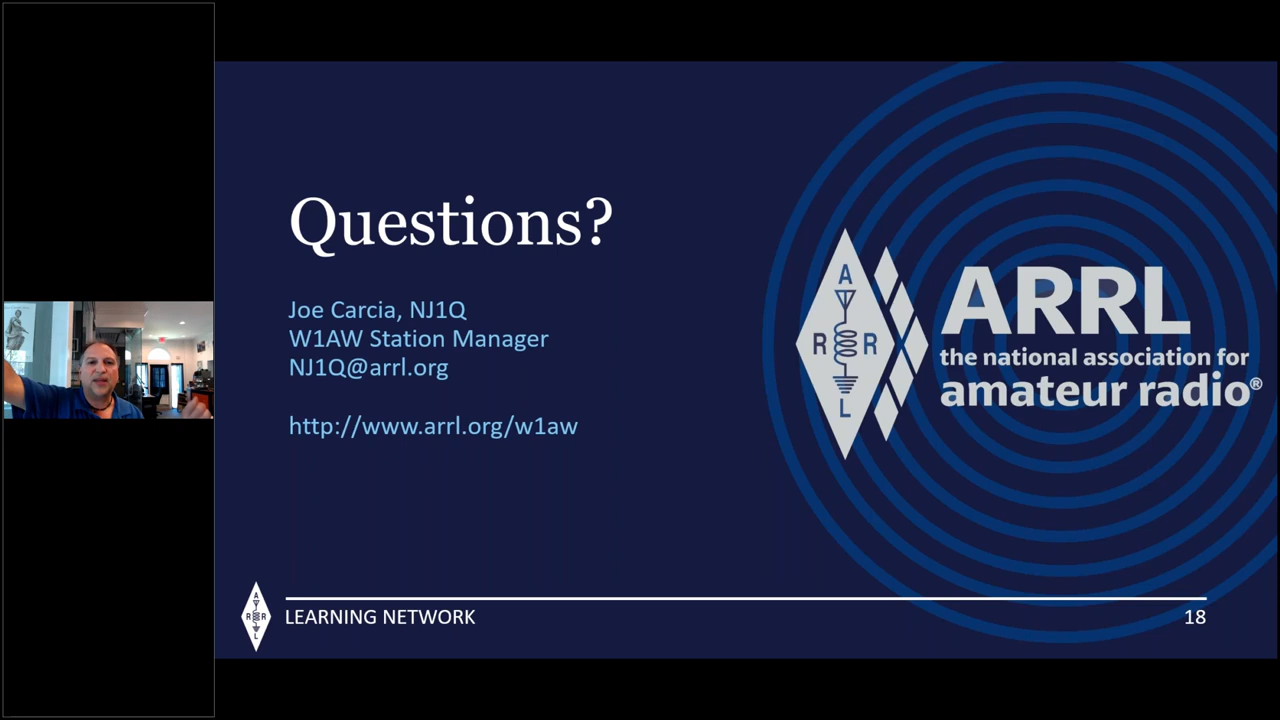 Questions?
Joe Carcia, NJ1Q
W1AW Station Manager
NJ1Q@arrl.org
http://www.arrl.org/w1aw
A
R R
L
ARRL
the national association for
amateur radio®
A
R R
L
LEARNING NETWORK
18